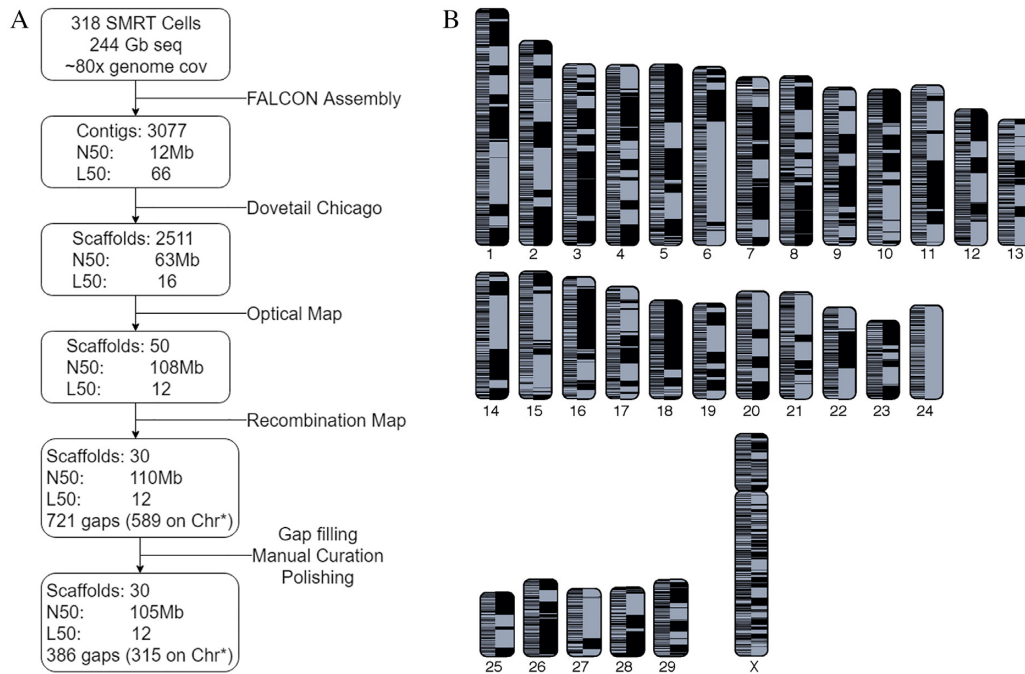 A
318 SMRT Cells
244 Gb seq
~80x genome cov
FALCON Assembly
Contigs: 3077
N50: 12Mb
L50: 66
Dovetail Chicago
Scaffolds: 2511
N50: 63Mb
L50: 16
Optical Map
Scaffolds: 50
N50: 108Mb
L50: 12
Recombination Map
Scaffolds: 30
N50: 110Mb
L50: 12
721 gaps (589 on Chr*)
Gap filling
Manual Curation
Polishing
Scaffolds: 30
N50: 105Mb
L50: 12
386 gaps (315 on Chr*)
B
1 2 3 4 5 6 7 8 9 10 11 12 13
14 15 16 17 18 19 20 21 22 23 24
25 26 27 28 29 X